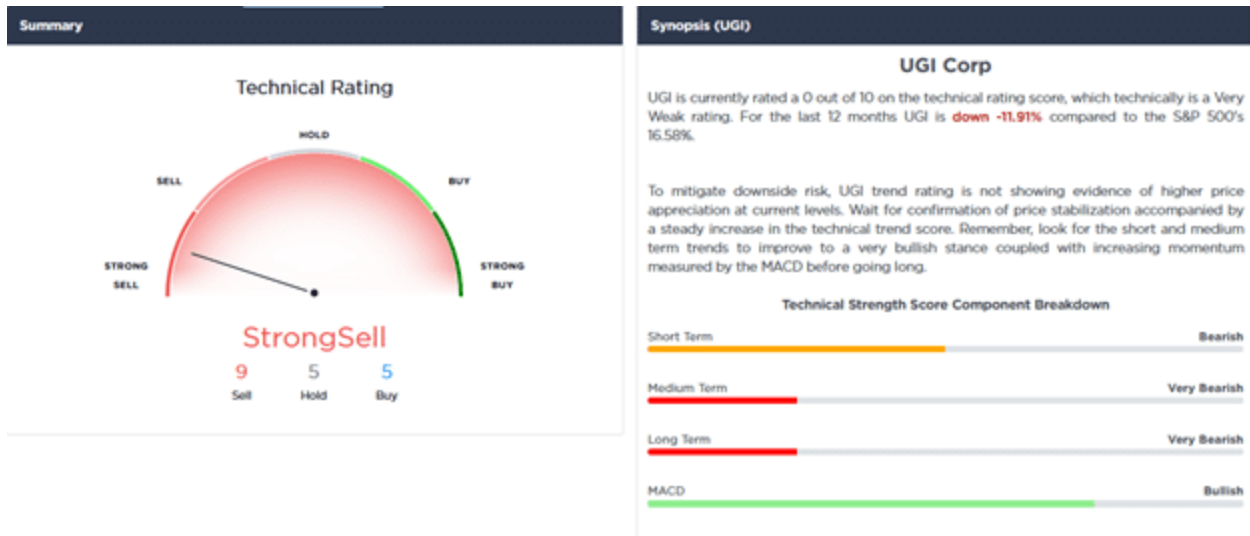 Summary
Technical Rating
HOLD
SELL
BUY
STRONG
SELL
STRONG
BUY
StrongSell
9 5 5
Sell Hold Buy
Synopsis (UGI)
UGI Corp
UGI is currently rated a 0 out of 10 on the technical rating score, which technically is a Very
Weak rating. For the last 12 months UGI is down -11.91% compared to the S&P 500's
16.58%.
To mitigate downside risk, UGI trend rating is not showing evidence of higher price
appreciation at current levels. Wait for confirmation of price stabilization accompanied by
a steady increase in the technical trend score. Remember, look for the short and medium
term trends to improve to a very bullish stance coupled with increasing momentum
measured by the MACD before going long.
Technical Strength Score Component Breakdown
Short Term Bearish
Medium Term Very Bearish
Long Term Very Bearish
MACD Bullish